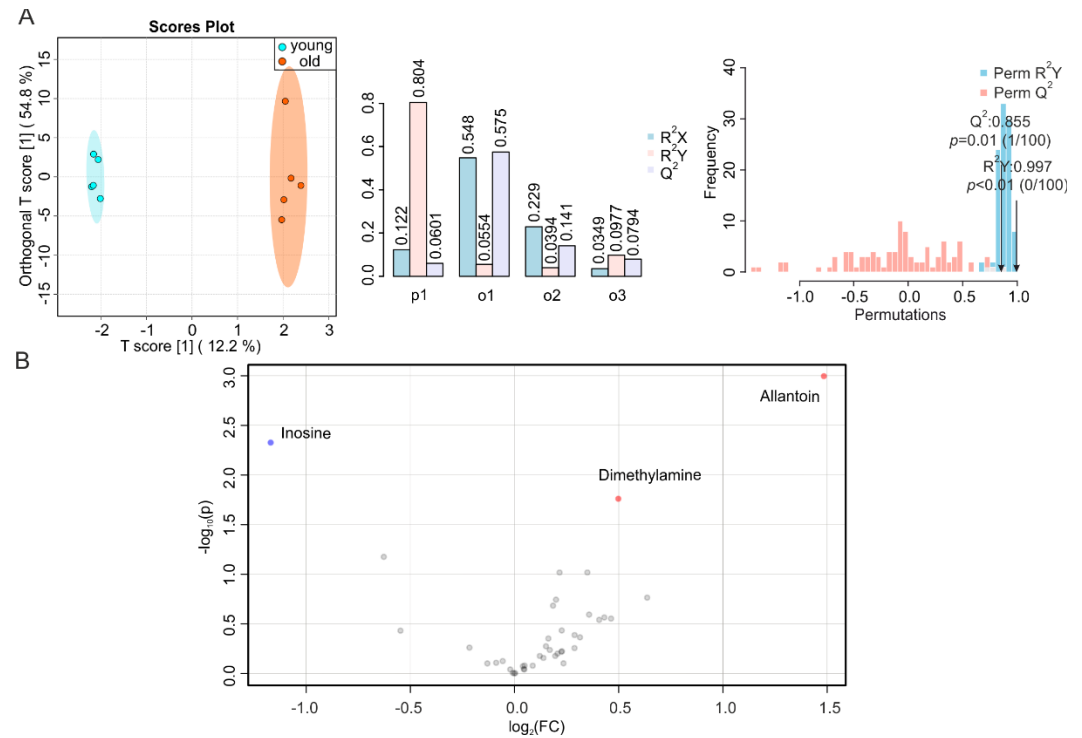 A
Scores Plot
young
old
Orthogonal T score [1] ( 54.8 %)
15
10
5
0
-5
-10
-15
-2
-1
0
1
2
3
T score [1] ( 12.2 %)
0.8
0.6
0.4
0.2
0.0
0.122
0.804
0.0601
0.548
0.0554
0.575
0.229
0.0394
0.141
0.0349
0.0977
0.0794
p1
o1
o2
o3
R²X
R²Y
Q²
Perm R²Y
Perm Q²
Q²:0.855
p=0.01 (1/100)
R²Y:0.997
p<0.01 (0/100)
Frequency
40
30
20
10
0
-1.0
-0.5
0.0
0.5
1.0
Permutations
B
Inosine
Allantoin
Dimethylamine
-log₁₀(p)
3.0
2.5
2.0
1.5
1.0
0.5
0.0
-1.0
-0.5
0.0
0.5
1.0
1.5
log₂(FC)